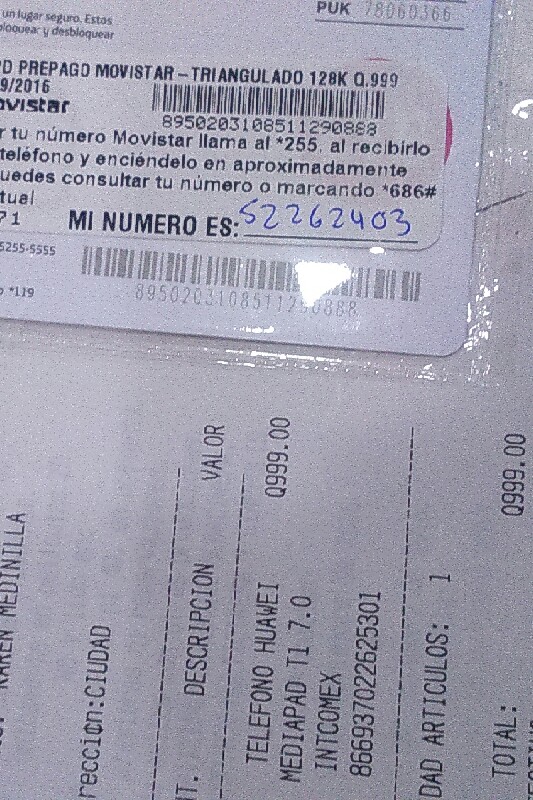 un lugar seguro. Estos
bloquear y desbloquear
PUK 78060366
PREPAGO MOVISTAR – TRIANGULADO 128K Q.999
9/2016
movistar
8950203108511290888
r tu número Movistar llama al *255, al recibirlo
teléfono y enciéndelo en aproximadamente
uedes consultar tu número o marcando *686#
tual
71
MI NUMERO ES: 52262403
5255-5555
*119
8950203108511290888
KAREN MEDINILLA
rección:CIUDAD
T. DESCRIPCION VALOR
TELEFONO HUAWEI Q999.00
MEDIAPAD T1 7.0
INTCOMEX
866937022625301
DAD ARTICULOS: 1
TOTAL: Q999.00